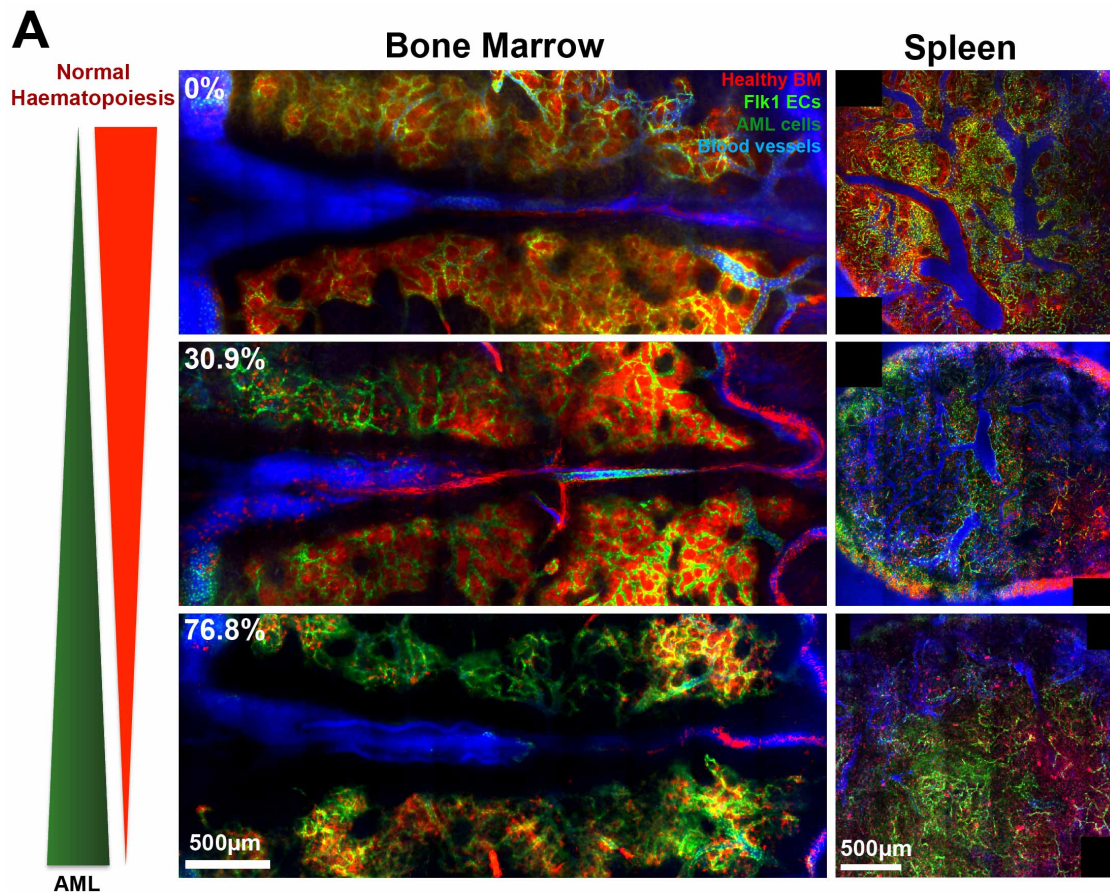 A
Bone Marrow
Spleen
Normal
Haematopoiesis
0%
Healthy BM
Flk1 ECs
AML cells
Blood vessels
30.9%
76.8%
500µm
500µm
AML